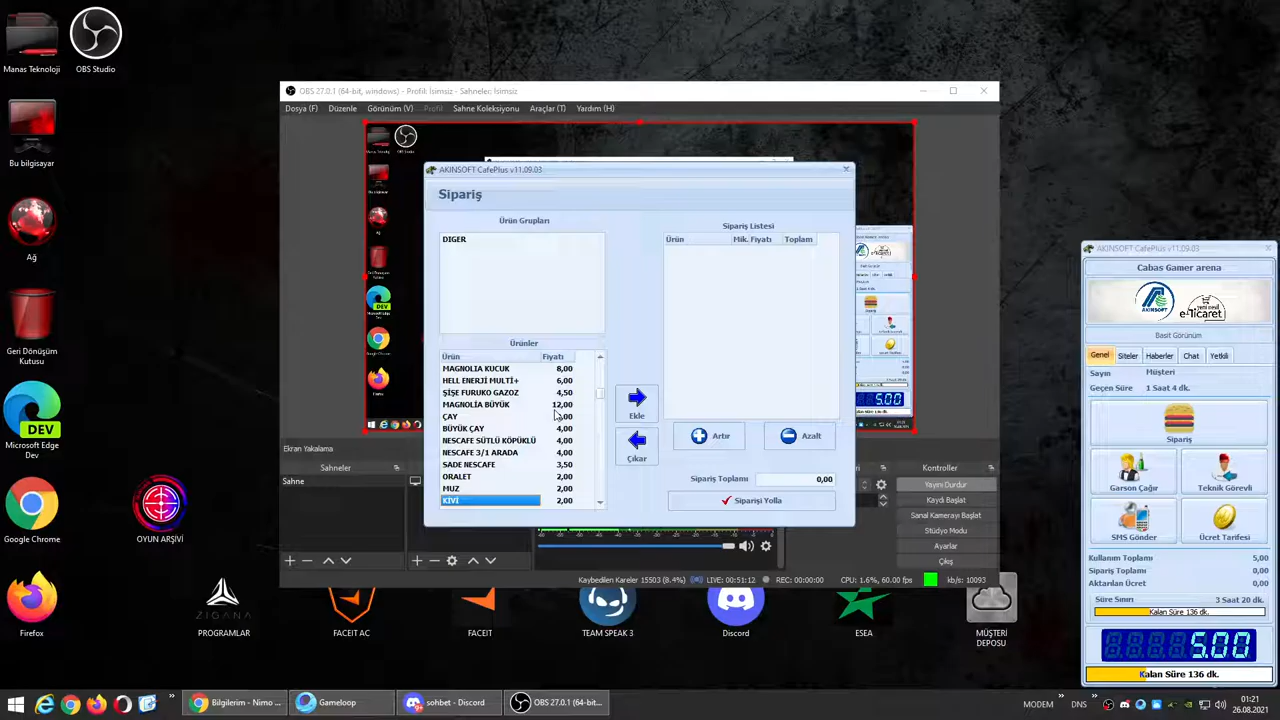 Manas Teknoloji
OBS Studio
Bu bilgisayar
Ağ
Geri Dönüşüm
Kutusu
Microsoft Edge
Dev
Google Chrome
OYUN ARŞİVİ
Firefox
ZIGANA
PROGRAMLAR
FACEIT AC
FACEIT
TEAM SPEAK 3
Discord
ESEA
MÜŞTERİ
DEPOSU
OBS 27.0.1 (64-bit, windows) - Profil: İsimsiz - Sahneler: İsimsiz
Dosya (F) Düzenle Görünüm (V) Profil Sahne Koleksiyonu Araçlar (T) Yardım (H)
AKINSOFT CafePlus v11.09.03
Sipariş
Ürün Grupları
DIGER
Ürünler
Ürün Fiyatı
MAGNOLIA KUCUK 8,00
HELL ENERJİ MULTİ+ 6,00
ŞİŞE FURUKO GAZOZ 4,50
MAGNOLİA BÜYÜK 12,00
ÇAY
BÜYÜK ÇAY 4,00
NESCAFE SÜTLÜ KÖPÜKLÜ 4,00
NESCAFE 3/1 ARADA 4,00
SADE NESCAFE 3,50
ORALET 2,00
MUZ 2,00
KIVİ 2,00
Ekle
Çıkar
Sipariş Listesi
Ürün Mik. Fiyatı Toplam
Artır
Azalt
Sipariş Toplamı 0,00
Siparişi Yolla
Ekran Yakalama
Sahneler
Sahne
Kontroller
Yayını Durdur
Kaydı Başlat
Sanal Kamerayı Başlat
Stüdyo Modu
Ayarlar
Çıkış
Kaybedilen Kareler 15503 (8.4%) LIVE: 00:51:12 REC: 00:00:00 CPU: 1.6%, 60.00 fps kb/s: 10093
AKINSOFT CafePlus v11.09.03
Cabas Gamer arena
e-ticaret
Basit Görünüm
Genel Siteler Haberler Chat Yetkili
Sayın Müşteri
Geçen Süre 1 Saat 4 dk.
Sipariş
Garson Çağır
Teknik Görevli
SMS Gönder
Ücret Tarifesi
Kullanım Toplamı 5,00
Sipariş Toplamı 0,00
Aktarılan Ücret 0,00
Süre Sınırı 3 Saat 20 dk.
Kalan Süre 136 dk.
5.00
Kalan Süre 136 dk.
Bilgilerim - Nimo ...
Gameloop
sohbet - Discord
OBS 27.0.1 (64-bit...
MODEM
DNS
01:21
26.08.2021